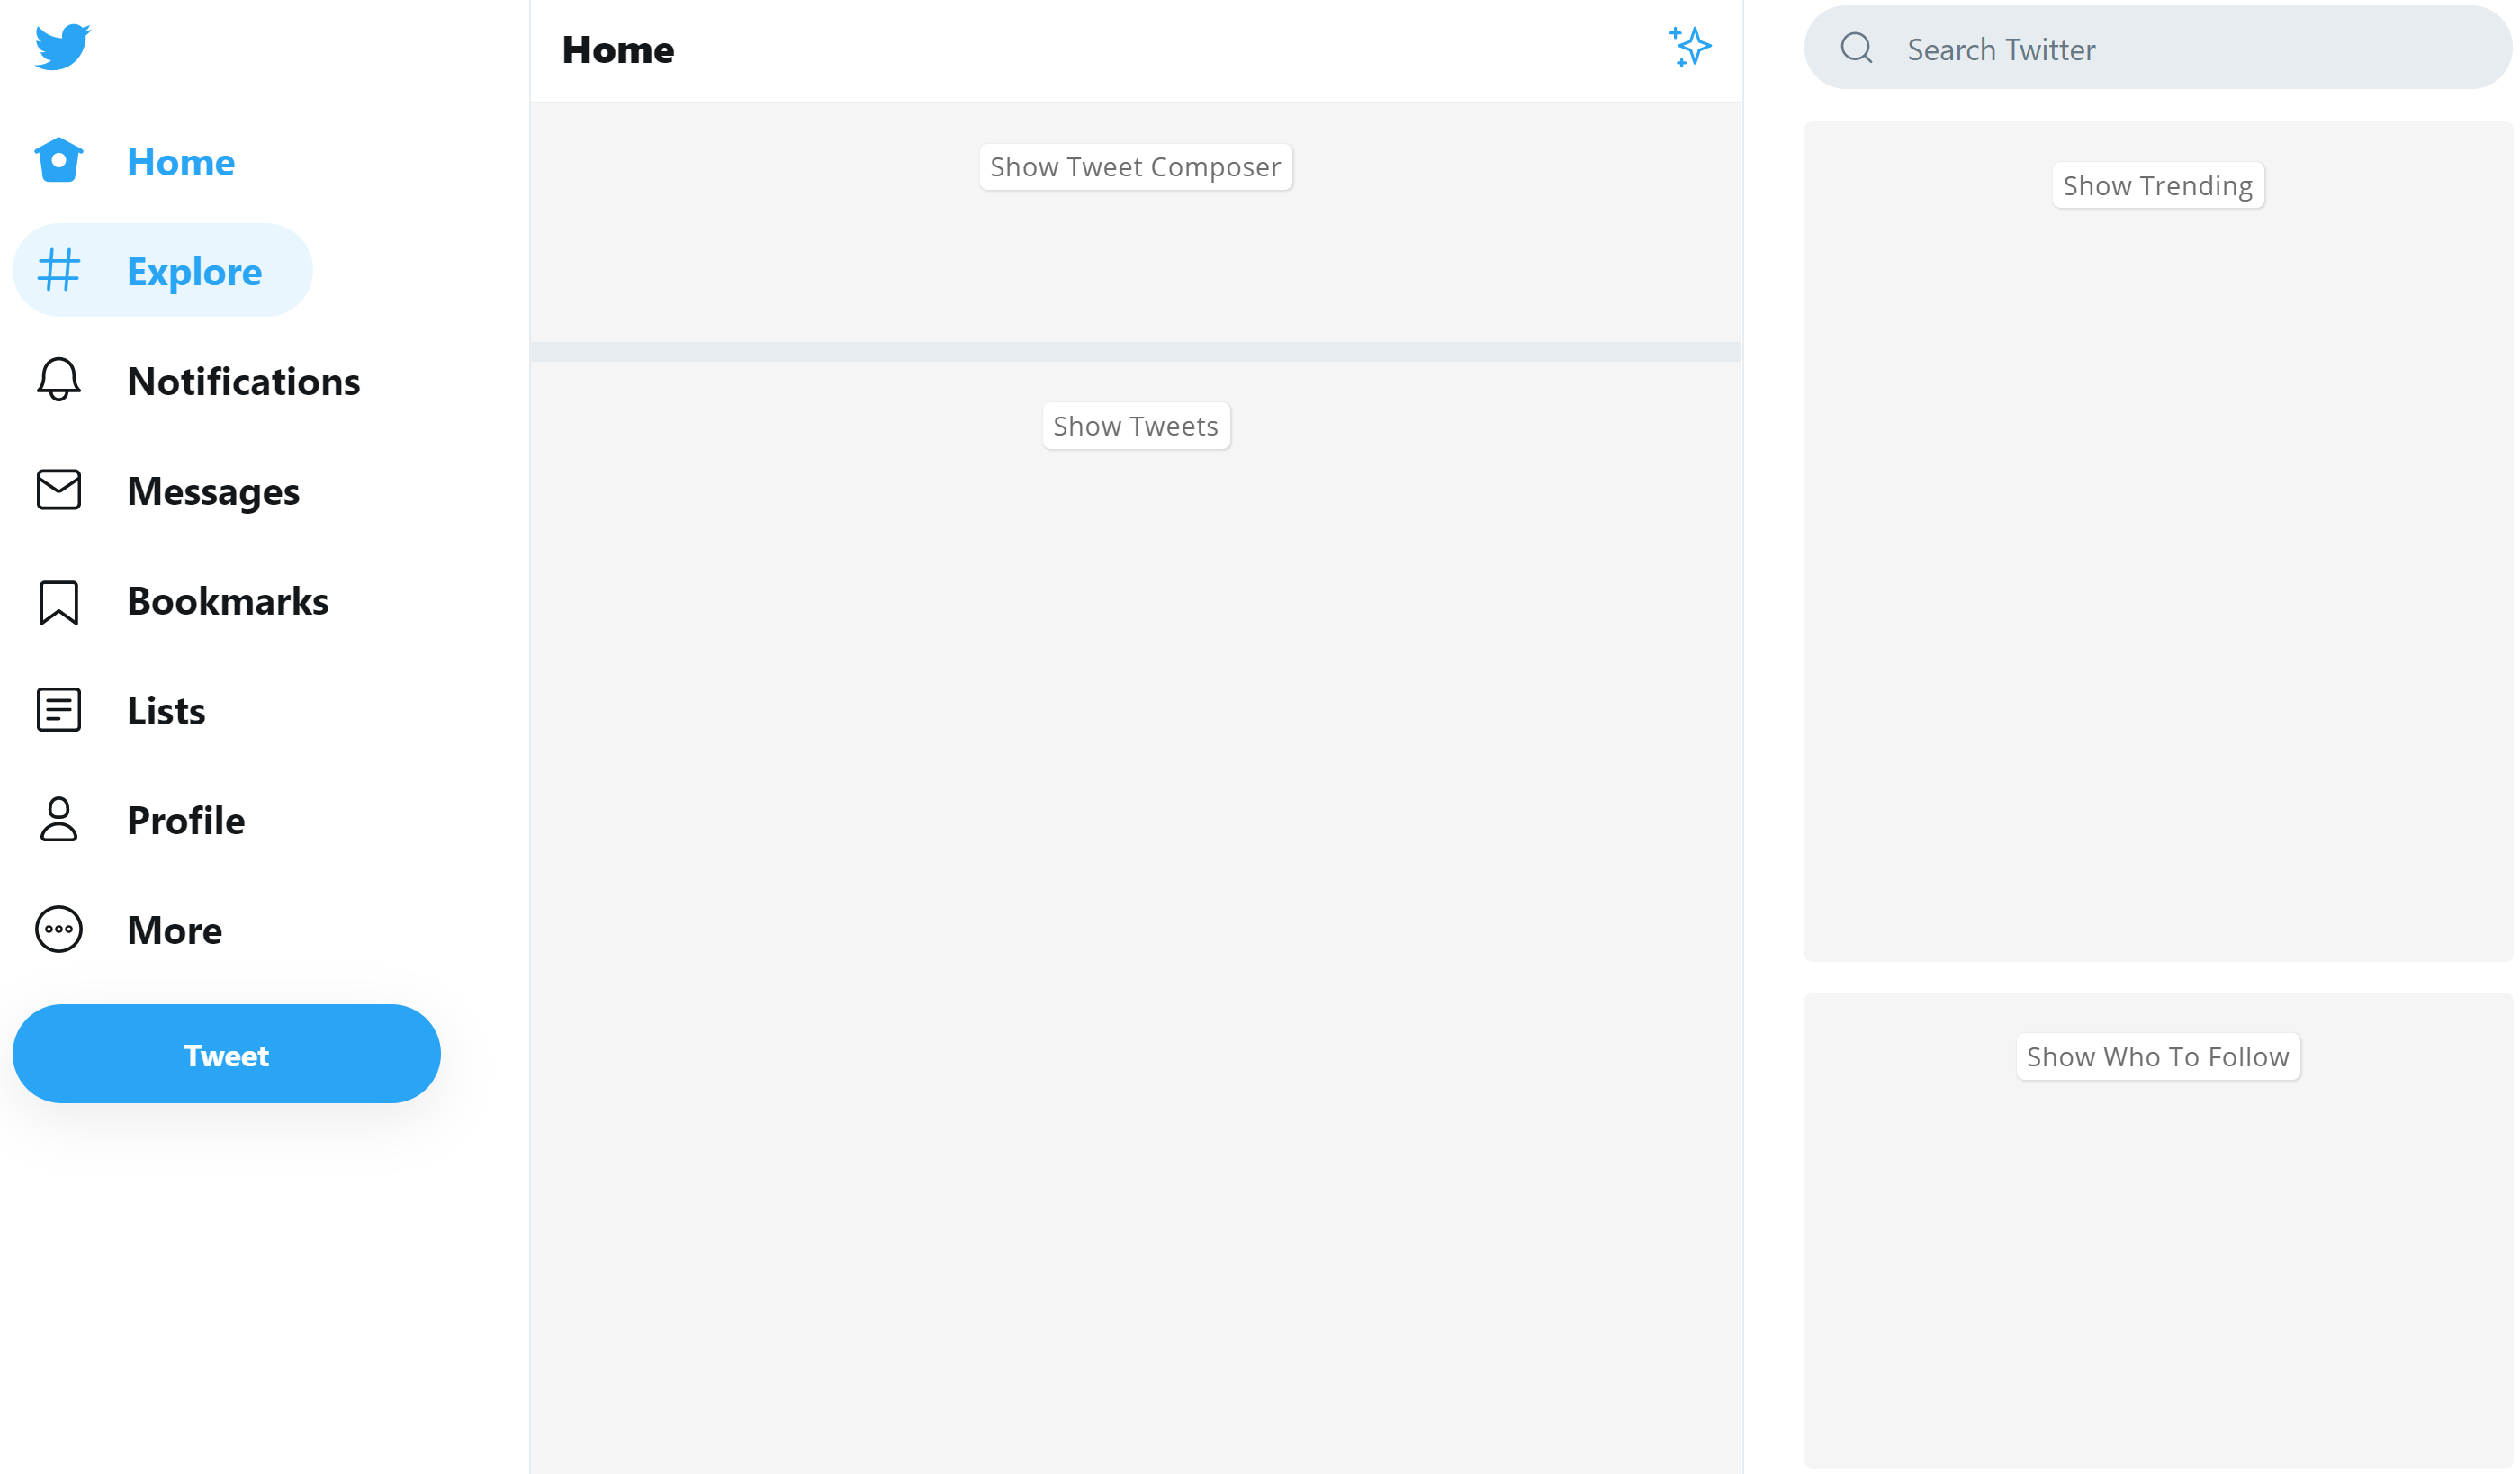 Home
Explore
Notifications
Messages
Bookmarks
Lists
Profile
More
Tweet
Home
Show Tweet Composer
Show Tweets
Search Twitter
Show Trending
Show Who To Follow